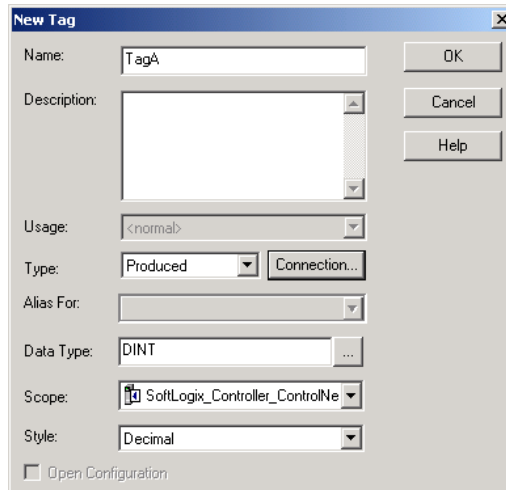 New Tag
Name: TagA OK
Description: Cancel
Help
Usage: <normal>
Type: Produced Connection...
Alias For:
Data Type: DINT ...
Scope: SoftLogix_Controller_ControlNe
Style: Decimal
Open Configuration